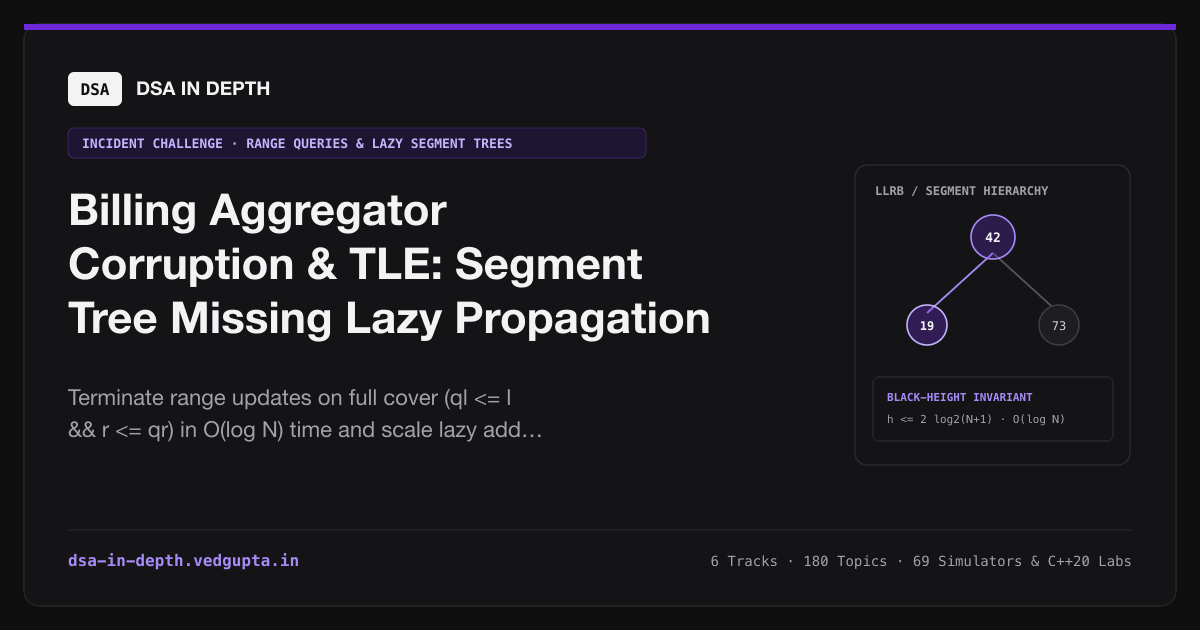 DSA DSA IN DEPTH
INCIDENT CHALLENGE · RANGE QUERIES & LAZY SEGMENT TREES
Billing Aggregator
Corruption & TLE: Segment
Tree Missing Lazy Propagation
Terminate range updates on full cover (ql <= l
&& r <= qr) in O(log N) time and scale lazy add…
LLRB / SEGMENT HIERARCHY
42
19 73
BLACK-HEIGHT INVARIANT
h <= 2 log2(N+1) · O(log N)
dsa-in-depth.vedgupta.in
6 Tracks · 180 Topics · 69 Simulators & C++20 Labs